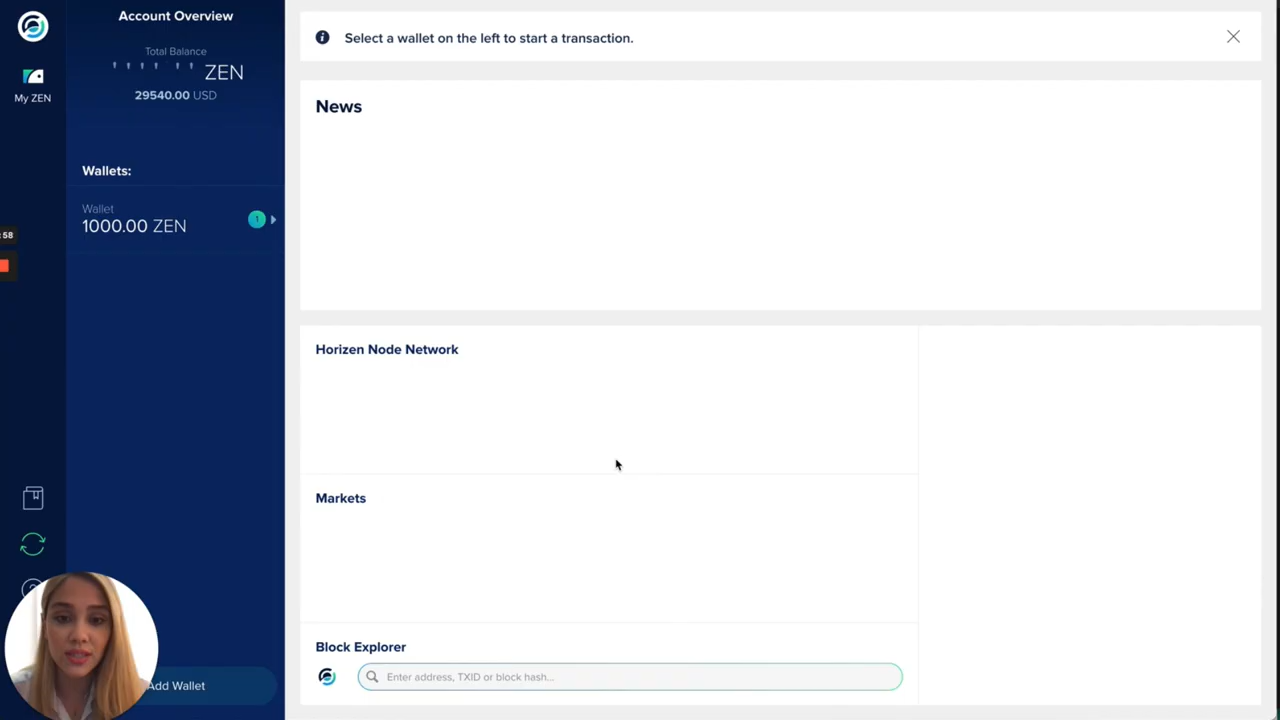 Account Overview
Total Balance
ZEN
29540.00 USD
My ZEN
Wallets:
Wallet
1000.00 ZEN
1
:58
Add Wallet
Select a wallet on the left to start a transaction.
News
Horizen Node Network
Markets
Block Explorer
Enter address, TXID or block hash...